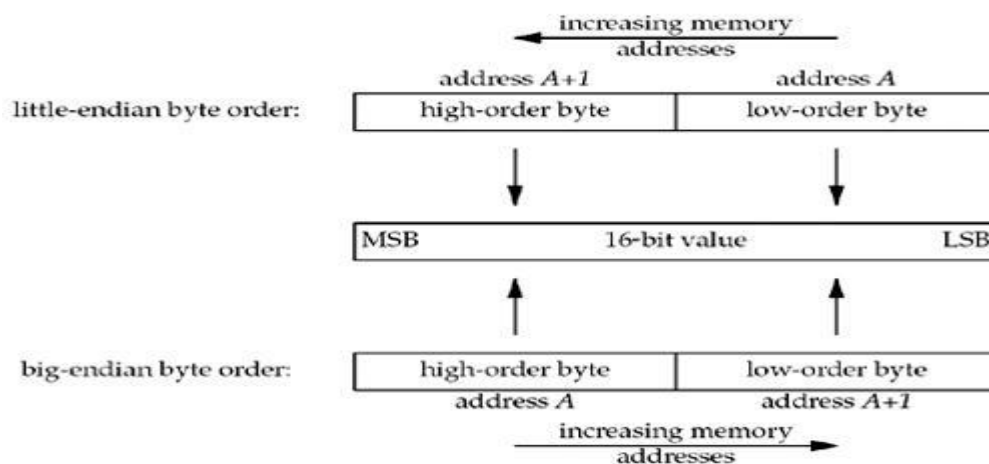 increasing memory
addresses
address A+1 address A
little-endian byte order: high-order byte low-order byte
MSB 16-bit value LSB
big-endian byte order: high-order byte low-order byte
address A address A+1
increasing memory
addresses